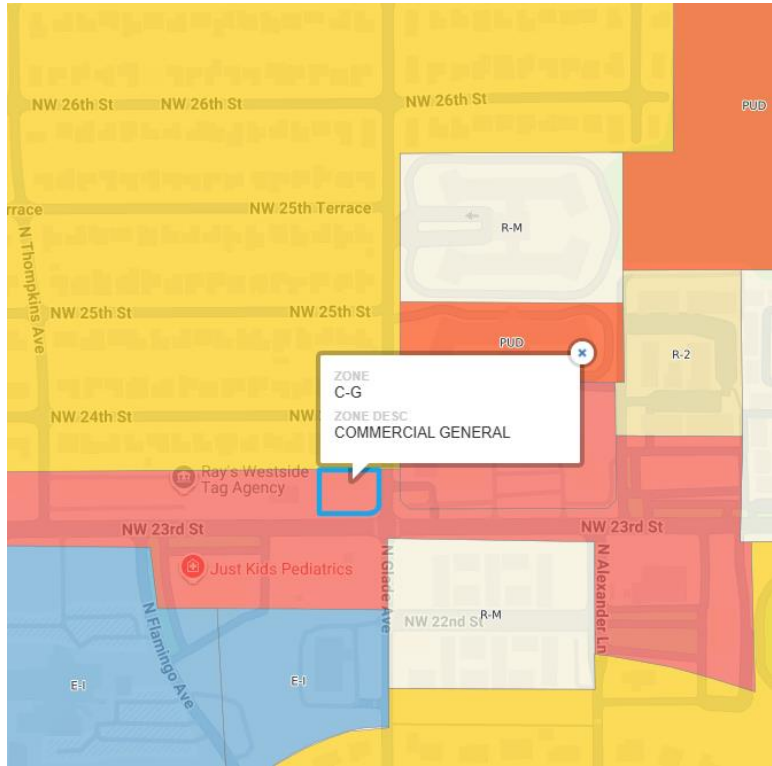 NW 26th St
NW 26th St
NW 26th St
PUD
rrace
NW 25th Terrace
R-M
N Thompkins Ave
NW 25th St
NW 25th St
PUD
R-2
ZONE
C-G
ZONE DESC
COMMERCIAL GENERAL
NW 24th St
NW
Ray's Westside
Tag Agency
NW 23rd St
NW 23rd St
Just Kids Pediatrics
N Glade Ave
N Alexander Ln
N Flamingo Ave
R-M
NW 22nd St
E-I
E-I